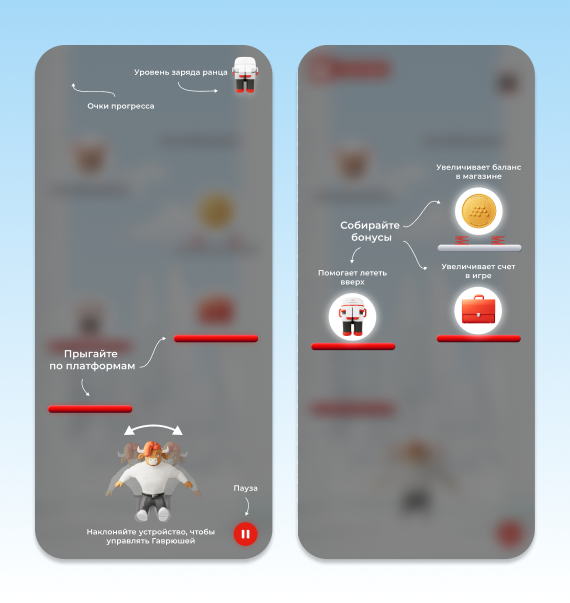 Уровень заряда ранца
Очки прогресса
Прыгайте
по платформам
Пауза
Наклоняйте устройство, чтобы
управлять Гаврюшей
Увеличивает баланс
в магазине
Собирайте
бонусы
Увеличивает счет
в игре
Помогает лететь
вверх